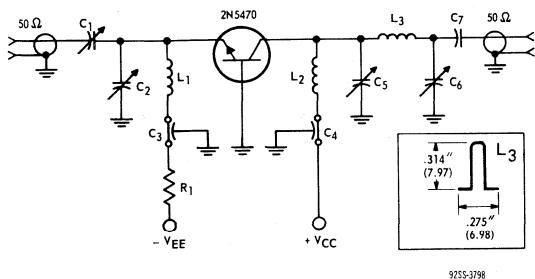 2N5470
50 Ω C1 L3 C7 50 Ω
L1 L2
C2 C5 C6
C3 C4
L3
.314"
(7.97)
R1
.275"
(6.98)
– VEE + VCC
92SS-3798